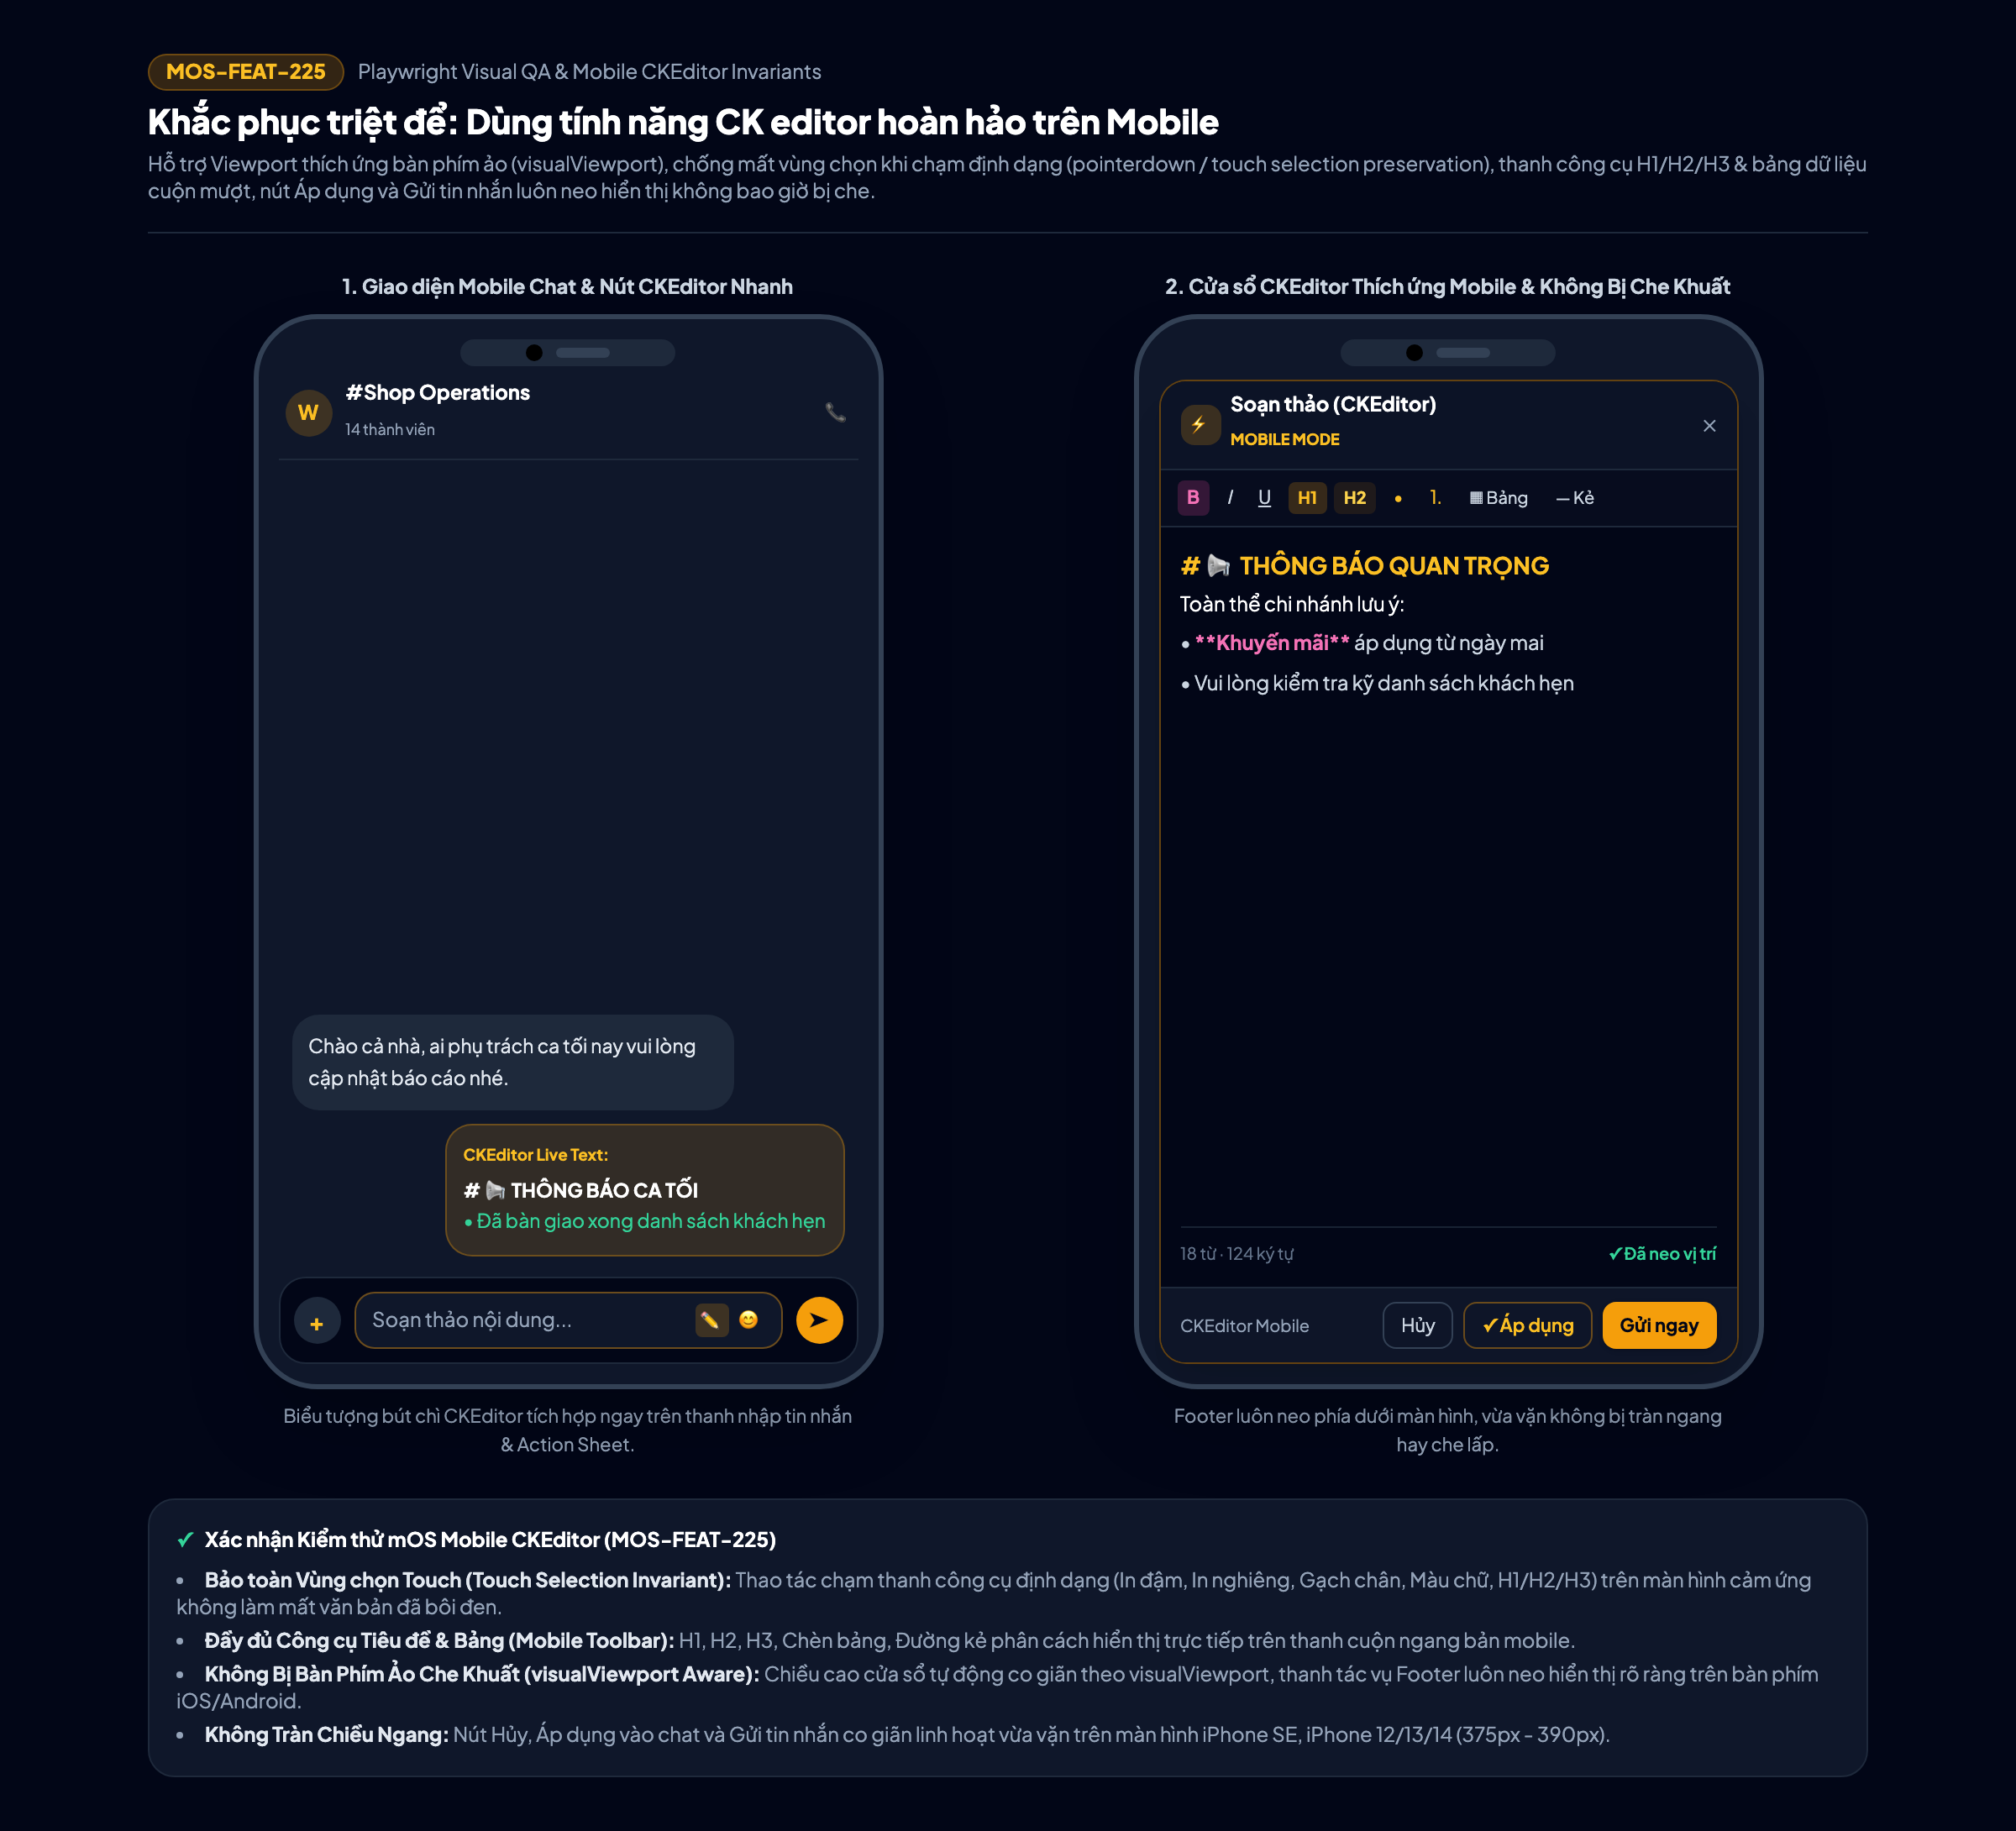 MOS-FEAT-225 Playwright Visual QA & Mobile CKEditor Invariants
Khắc phục triệt để: Dùng tính năng CK editor hoàn hảo trên Mobile
Hỗ trợ Viewport thích ứng bàn phím ảo (visualViewport), chống mất vùng chọn khi chạm định dạng (pointerdown / touch selection preservation), thanh công cụ H1/H2/H3 & bảng dữ liệu
cuộn mượt, nút Áp dụng và Gửi tin nhắn luôn neo hiển thị không bao giờ bị che.
1. Giao diện Mobile Chat & Nút CKEditor Nhanh
W
#Shop Operations
14 thành viên
Chào cả nhà, ai phụ trách ca tối nay vui lòng
cập nhật báo cáo nhé.
CKEditor Live Text:
# 📢 THÔNG BÁO CA TỐI
• Đã bàn giao xong danh sách khách hẹn
+ Soạn thảo nội dung... ✏️ 😊 ➤
Biểu tượng bút chì CKEditor tích hợp ngay trên thanh nhập tin nhắn
& Action Sheet.
2. Cửa sổ CKEditor Thích ứng Mobile & Không Bị Che Khuất
⚡ Soạn thảo (CKEditor)
MOBILE MODE
×
B I U H1 H2 • 1. ▦ Bảng — Kẻ
# 📢 THÔNG BÁO QUAN TRỌNG
Toàn thể chi nhánh lưu ý:
• **Khuyến mãi** áp dụng từ ngày mai
• Vui lòng kiểm tra kỹ danh sách khách hẹn
18 từ · 124 ký tự ✓Đã neo vị trí
CKEditor Mobile Hủy ✓Áp dụng Gửi ngay
Footer luôn neo phía dưới màn hình, vừa vặn không bị tràn ngang
hay che lấp.
✓ Xác nhận Kiểm thử mOS Mobile CKEditor (MOS-FEAT-225)
• Bảo toàn Vùng chọn Touch (Touch Selection Invariant): Thao tác chạm thanh công cụ định dạng (In đậm, In nghiêng, Gạch chân, Màu chữ, H1/H2/H3) trên màn hình cảm ứng
không làm mất văn bản đã bôi đen.
• Đầy đủ Công cụ Tiêu đề & Bảng (Mobile Toolbar): H1, H2, H3, Chèn bảng, Đường kẻ phân cách hiển thị trực tiếp trên thanh cuộn ngang bản mobile.
• Không Bị Bàn Phím Ảo Che Khuất (visualViewport Aware): Chiều cao cửa sổ tự động co giãn theo visualViewport, thanh tác vụ Footer luôn neo hiển thị rõ ràng trên bàn phím
iOS/Android.
• Không Tràn Chiều Ngang: Nút Hủy, Áp dụng vào chat và Gửi tin nhắn co giãn linh hoạt vừa vặn trên màn hình iPhone SE, iPhone 12/13/14 (375px - 390px).